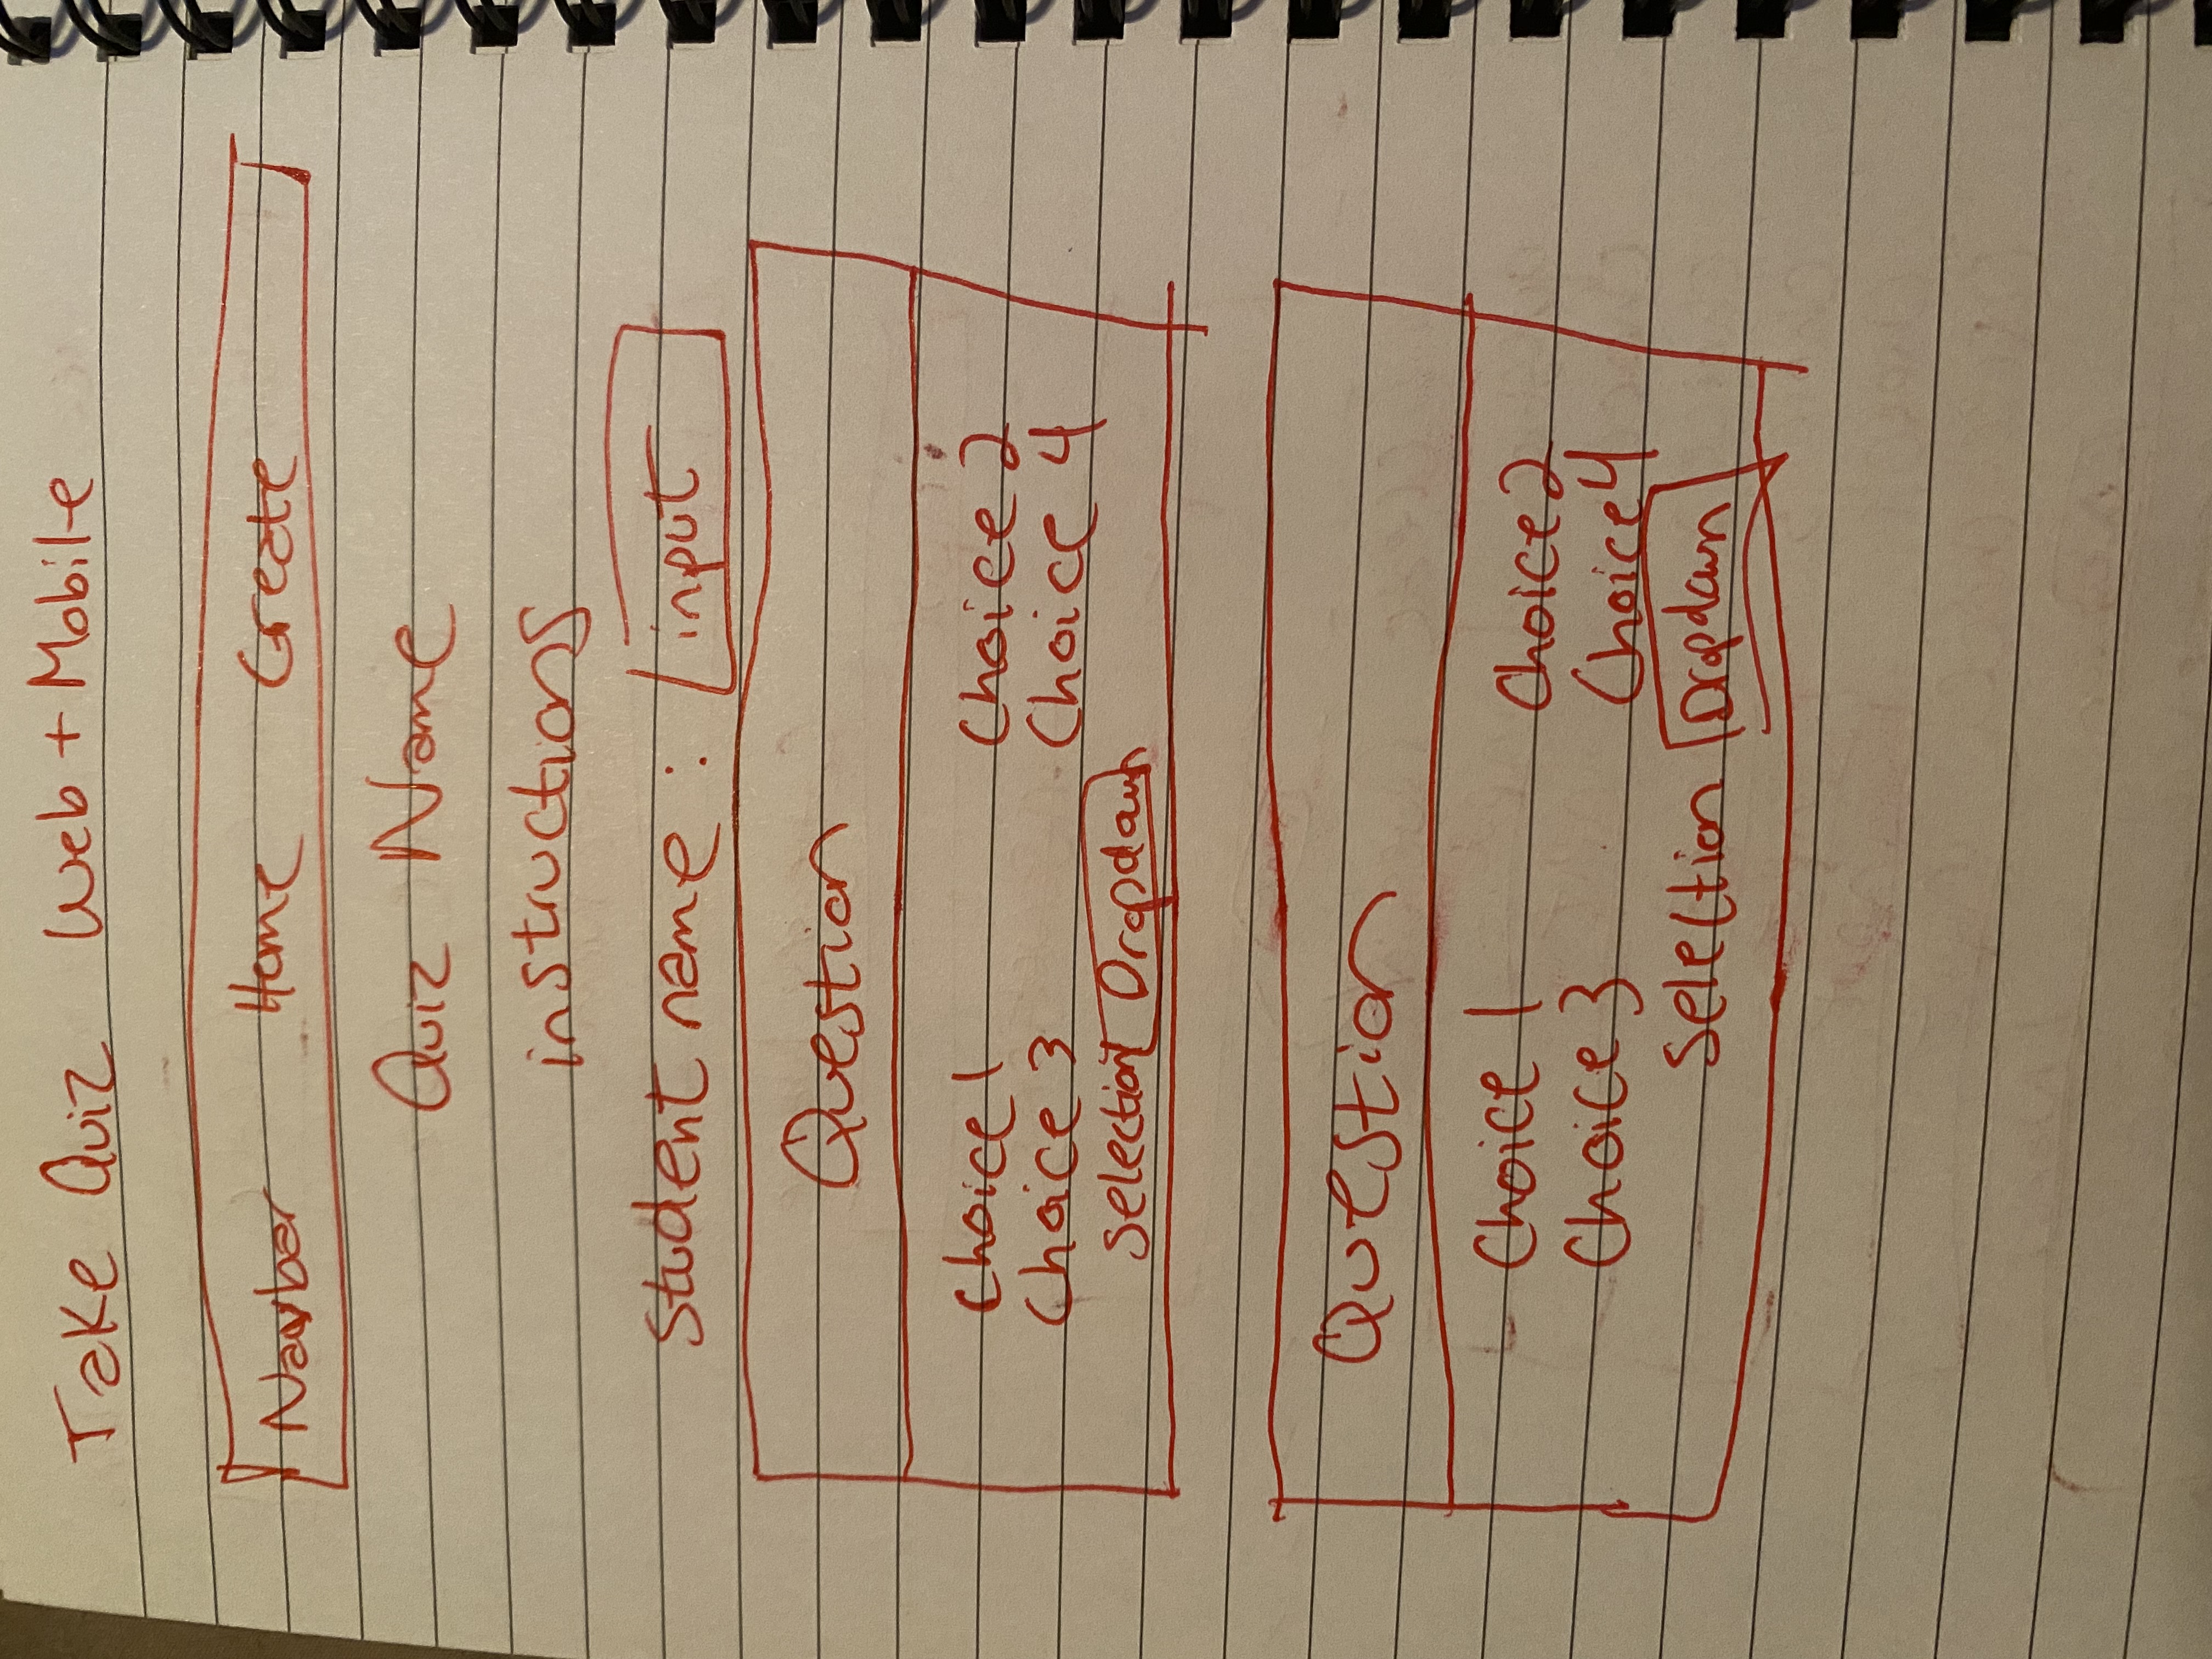 Take Quiz Web + Mobile
Navbar Home Create
Quiz Name
instructions
Student name : input
Question
Choice 1 Choice 2
Choice 3 Choice 4
Selection Dropdown
Question
Choice 1 Choice 2
Choice 3 Choice 4
Selection Dropdown